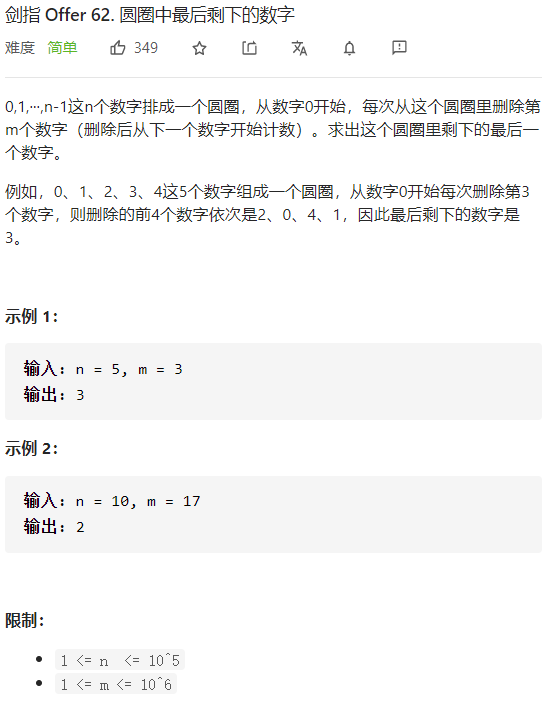 剑指 Offer 62. 圆圈中最后剩下的数字
难度 简单 349
0,1,···,n-1这n个数字排成一个圆圈，从数字0开始，每次从这个圆圈里删除第
m个数字（删除后从下一个数字开始计数）。求出这个圆圈里剩下的最后一
个数字。
例如，0、1、2、3、4这5个数字组成一个圆圈，从数字0开始每次删除第3
个数字，则删除的前4个数字依次是2、0、4、1，因此最后剩下的数字是
3。
示例 1：
输入: n = 5, m = 3
输出: 3
示例 2：
输入: n = 10, m = 17
输出: 2
限制：
1 <= n  <= 10^5
1 <= m <= 10^6